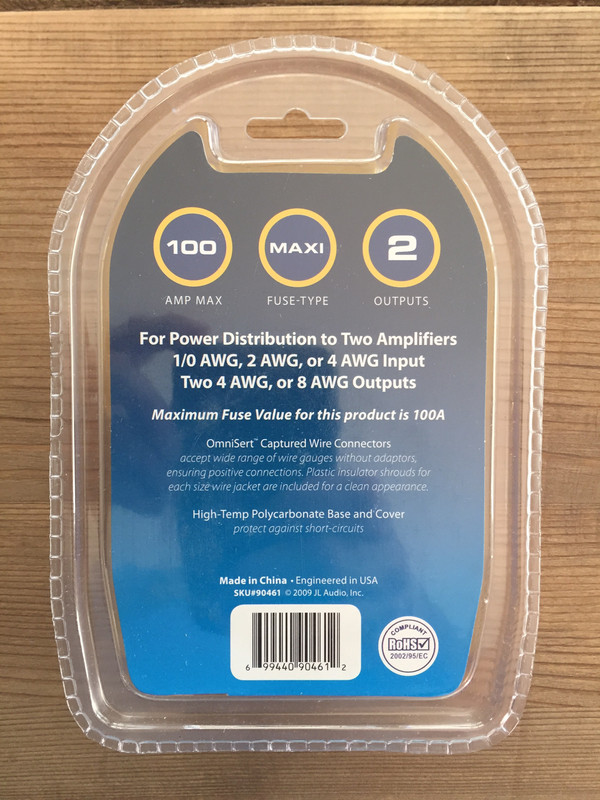 100
MAXI
2
AMP MAX
FUSE-TYPE
OUTPUTS
For Power Distribution to Two Amplifiers
1/0 AWG, 2 AWG, or 4 AWG Input
Two 4 AWG, or 8 AWG Outputs
Maximum Fuse Value for this product is 100A
OmniSert™ Captured Wire Connectors
accept wide range of wire gauges without adaptors,
ensuring positive connections. Plastic insulator shrouds for
each size wire jacket are included for a clean appearance.
High-Temp Polycarbonate Base and Cover
protect against short-circuits
Made in China • Engineered in USA
SKU#90461 © 2009 JL Audio, Inc.
6 99440 90461 2
COMPLIANT
RoHS
2002/95/EC